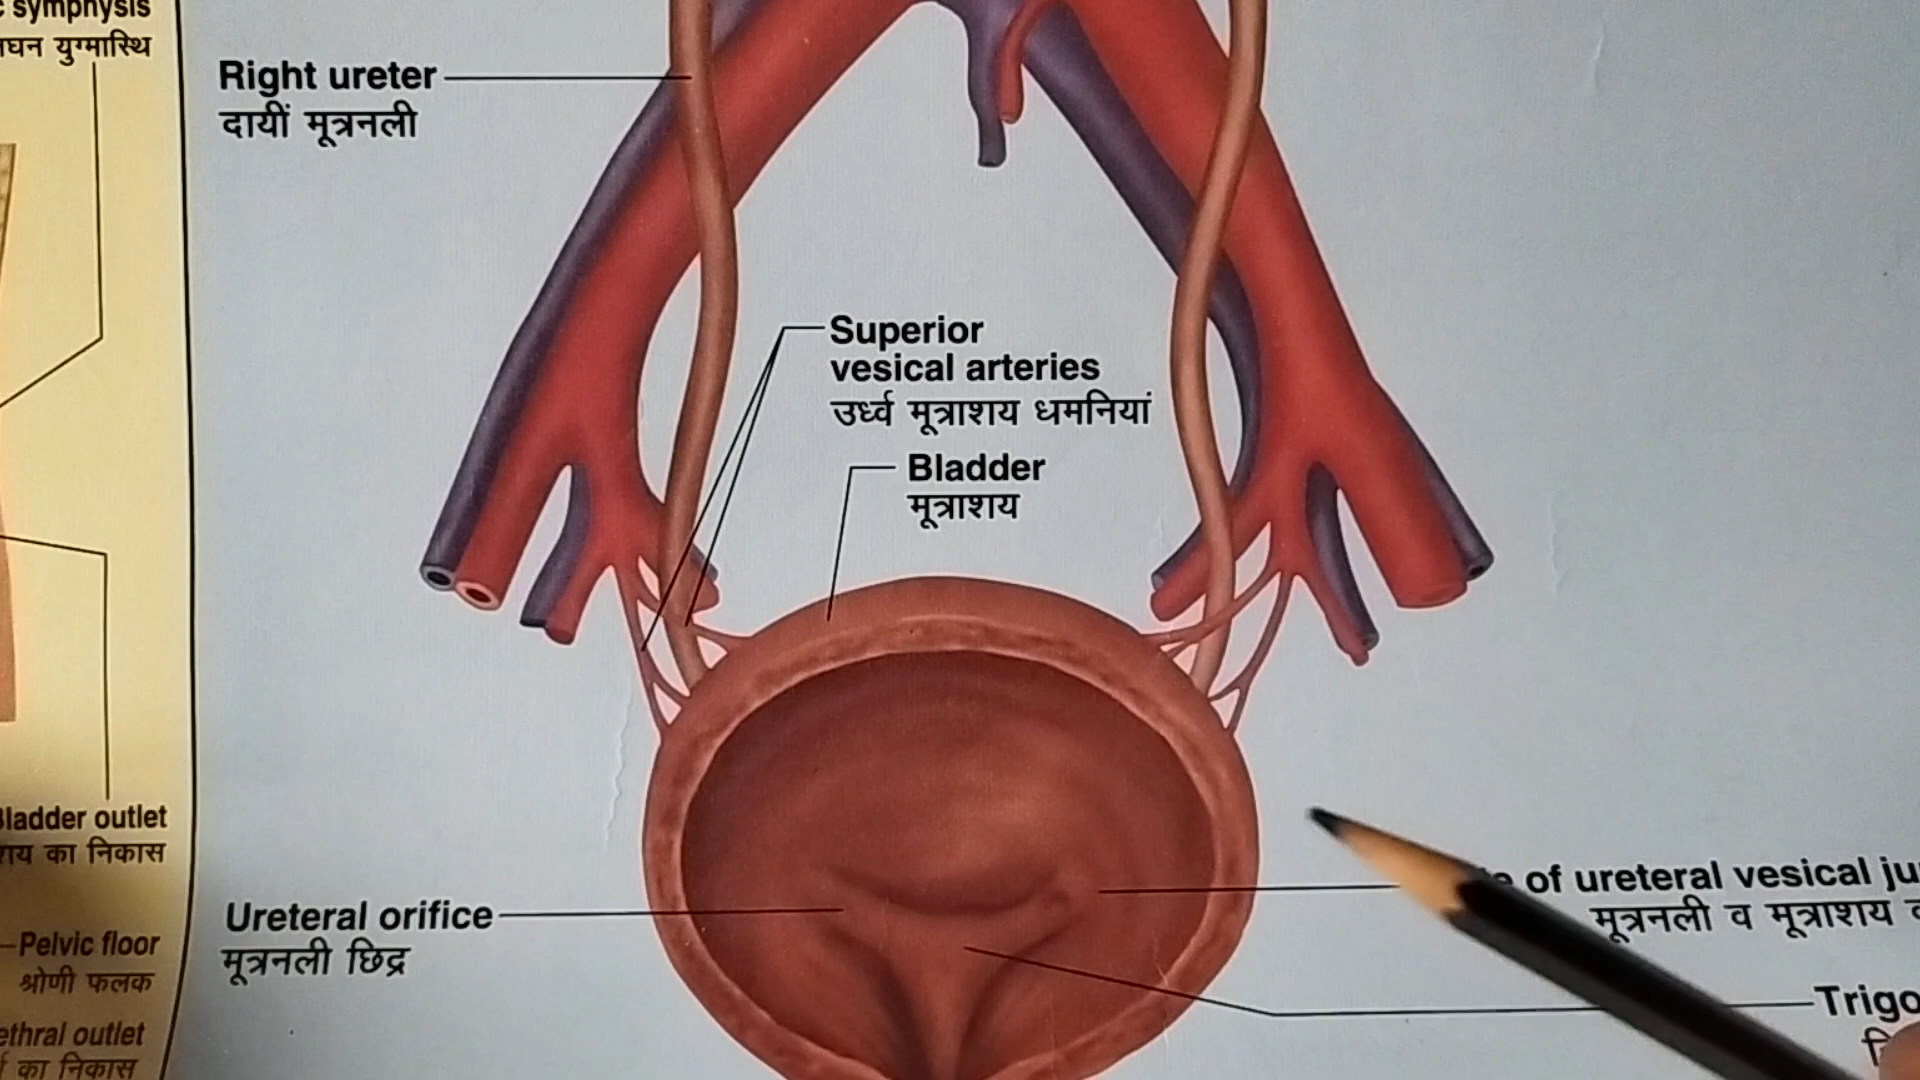 symphysis
युग्मास्थि
Right ureter
दायीं मूत्रनली
Superior
vesical arteries
उर्ध्व मूत्राशय धमनियां
Bladder
मूत्राशय
outlet
का निकास
Ureteral orifice
मूत्रनली छिद्र
of ureteral vesical
मूत्रनली व मूत्राशय
Pelvic floor
श्रोणी फलक
outlet
का निकास